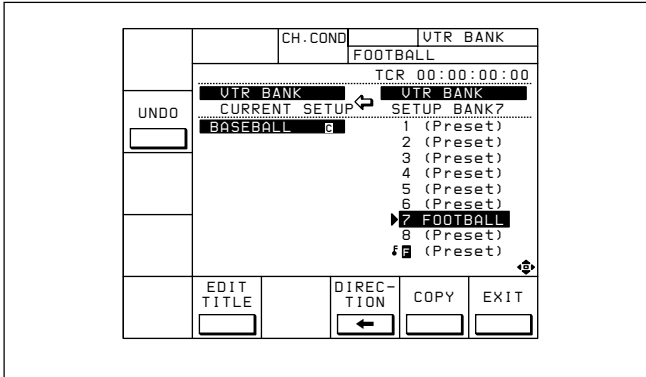 CH.COND VTR BANK
FOOTBALL
TCR 00:00:00:00
VTR BANK VTR BANK
CURRENT SETUP SETUP BANK7
UNDO
BASEBALL C
1 (Preset)
2 (Preset)
3 (Preset)
4 (Preset)
5 (Preset)
6 (Preset)
7 FOOTBALL
8 (Preset)
F (Preset)
EDIT TITLE
DIREC-TION
COPY
EXIT